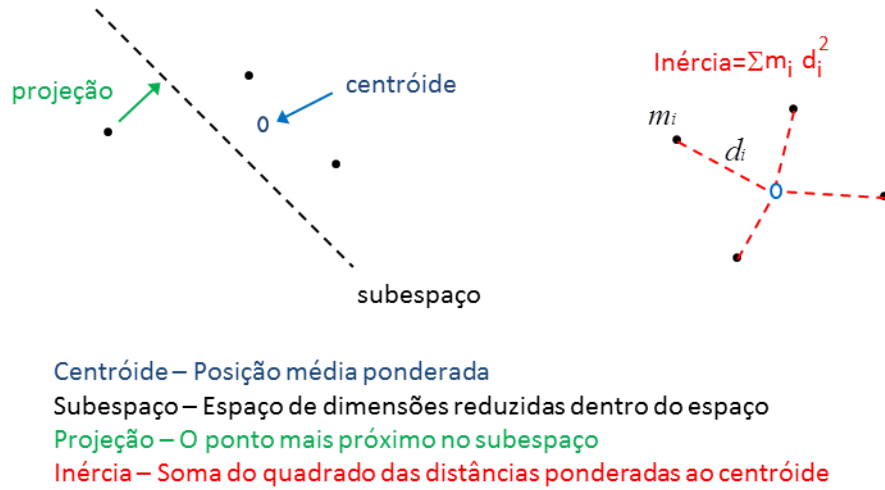 projeção
centróide
subespaço
Inércia=Σmᵢ dᵢ²
mᵢ
dᵢ
Centróide – Posição média ponderada
Subespaço – Espaço de dimensões reduzidas dentro do espaço
Projeção – O ponto mais próximo no subespaço
Inércia – Soma do quadrado das distâncias ponderadas ao centróide